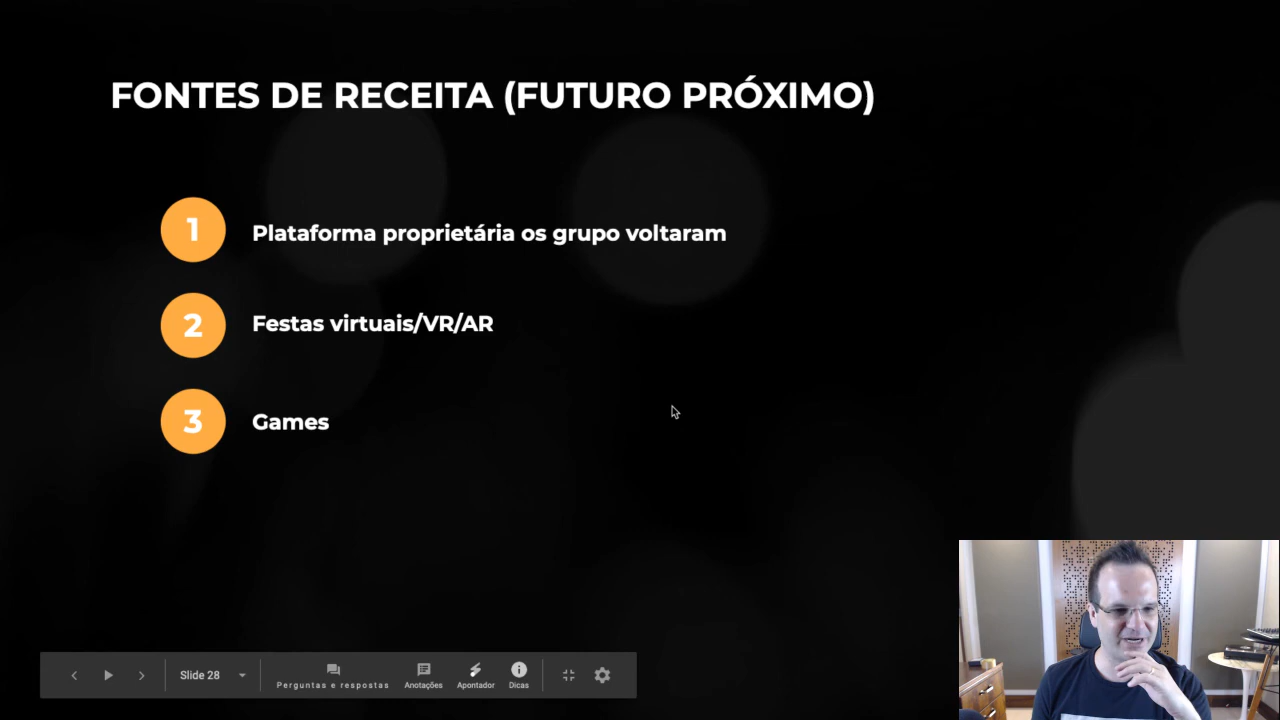 FONTES DE RECEITA (FUTURO PRÓXIMO)
1 Plataforma proprietária os grupo voltaram
2 Festas virtuais/VR/AR
3 Games
Slide 28
Perguntas e respostas
Anotações
Apontador
Dicas